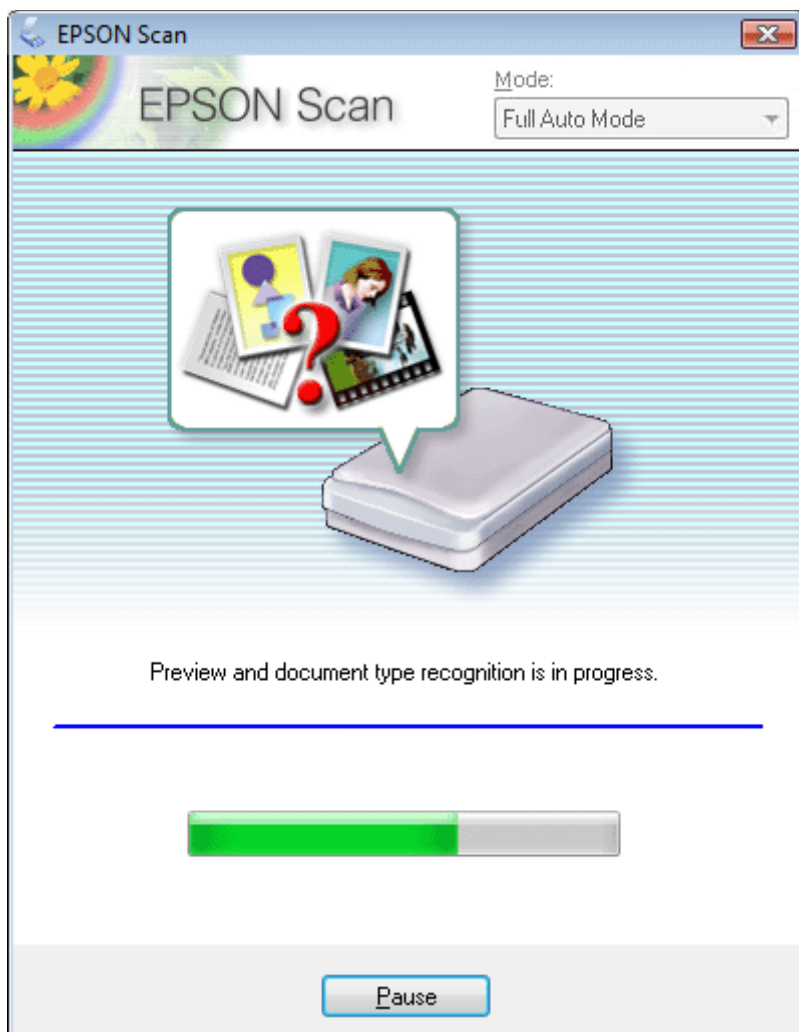 EPSON Scan
EPSON Scan
Mode:
Full Auto Mode
Preview and document type recognition is in progress.
Pause